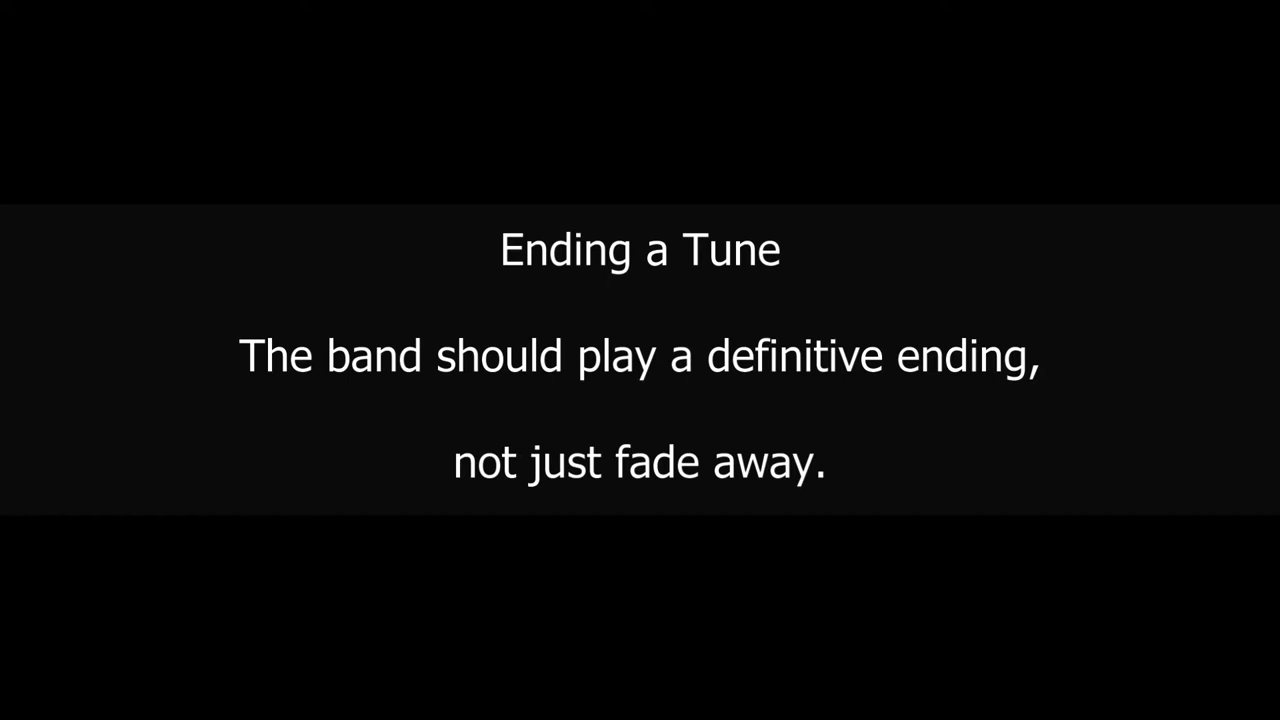 Ending a Tune
The band should play a definitive ending,
not just fade away.